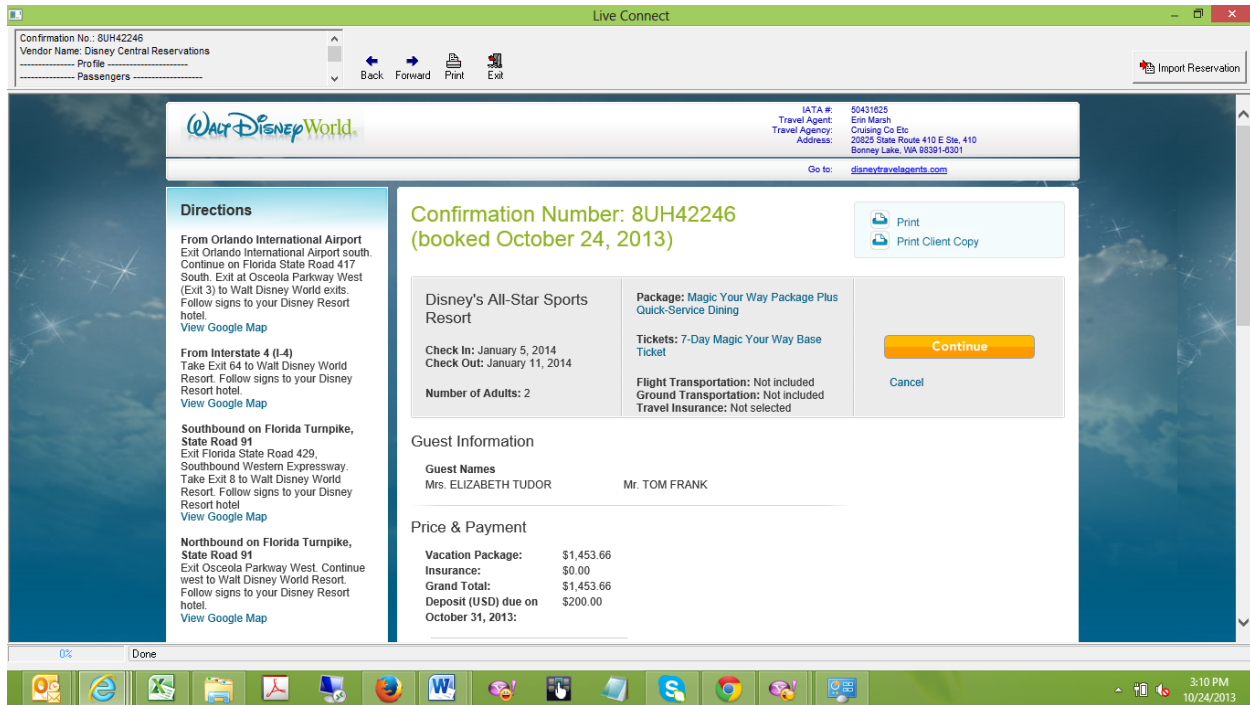 Live Connect
Confirmation No.: 8UH42246
Vendor Name: Disney Central Reservations
--------------- Profile ----------------------
--------------- Passengers -------------------
Back Forward Print Exit
Import Reservation
WALT DISNEY World.
IATA #: 50431625
Travel Agent: Erin Marsh
Travel Agency: Cruising Co Etc
Address: 20825 State Route 410 E Ste, 410
Bonney Lake, WA 98391-6301
Go to: disneytravelagents.com
Directions
From Orlando International Airport
Exit Orlando International Airport south.
Continue on Florida State Road 417
South. Exit at Osceola Parkway West
(Exit 3) to Walt Disney World exits.
Follow signs to your Disney Resort
hotel.
View Google Map
From Interstate 4 (I-4)
Take Exit 64 to Walt Disney World
Resort. Follow signs to your Disney
Resort hotel.
View Google Map
Southbound on Florida Turnpike,
State Road 91
Exit Florida State Road 429,
Southbound Western Expressway.
Take Exit 8 to Walt Disney World
Resort. Follow signs to your Disney
Resort hotel
View Google Map
Northbound on Florida Turnpike,
State Road 91
Exit Osceola Parkway West. Continue
west to Walt Disney World Resort.
Follow signs to your Disney Resort
hotel.
View Google Map
Confirmation Number: 8UH42246
(booked October 24, 2013)
Print
Print Client Copy
Disney's All-Star Sports
Resort
Check In: January 5, 2014
Check Out: January 11, 2014
Number of Adults: 2
Package: Magic Your Way Package Plus
Quick-Service Dining
Tickets: 7-Day Magic Your Way Base
Ticket
Flight Transportation: Not included
Ground Transportation: Not included
Travel Insurance: Not selected
Continue
Cancel
Guest Information
Guest Names
Mrs. ELIZABETH TUDOR Mr. TOM FRANK
Price & Payment
Vacation Package: $1,453.66
Insurance: $0.00
Grand Total: $1,453.66
Deposit (USD) due on $200.00
October 31, 2013:
0% Done
3:10 PM
10/24/2013